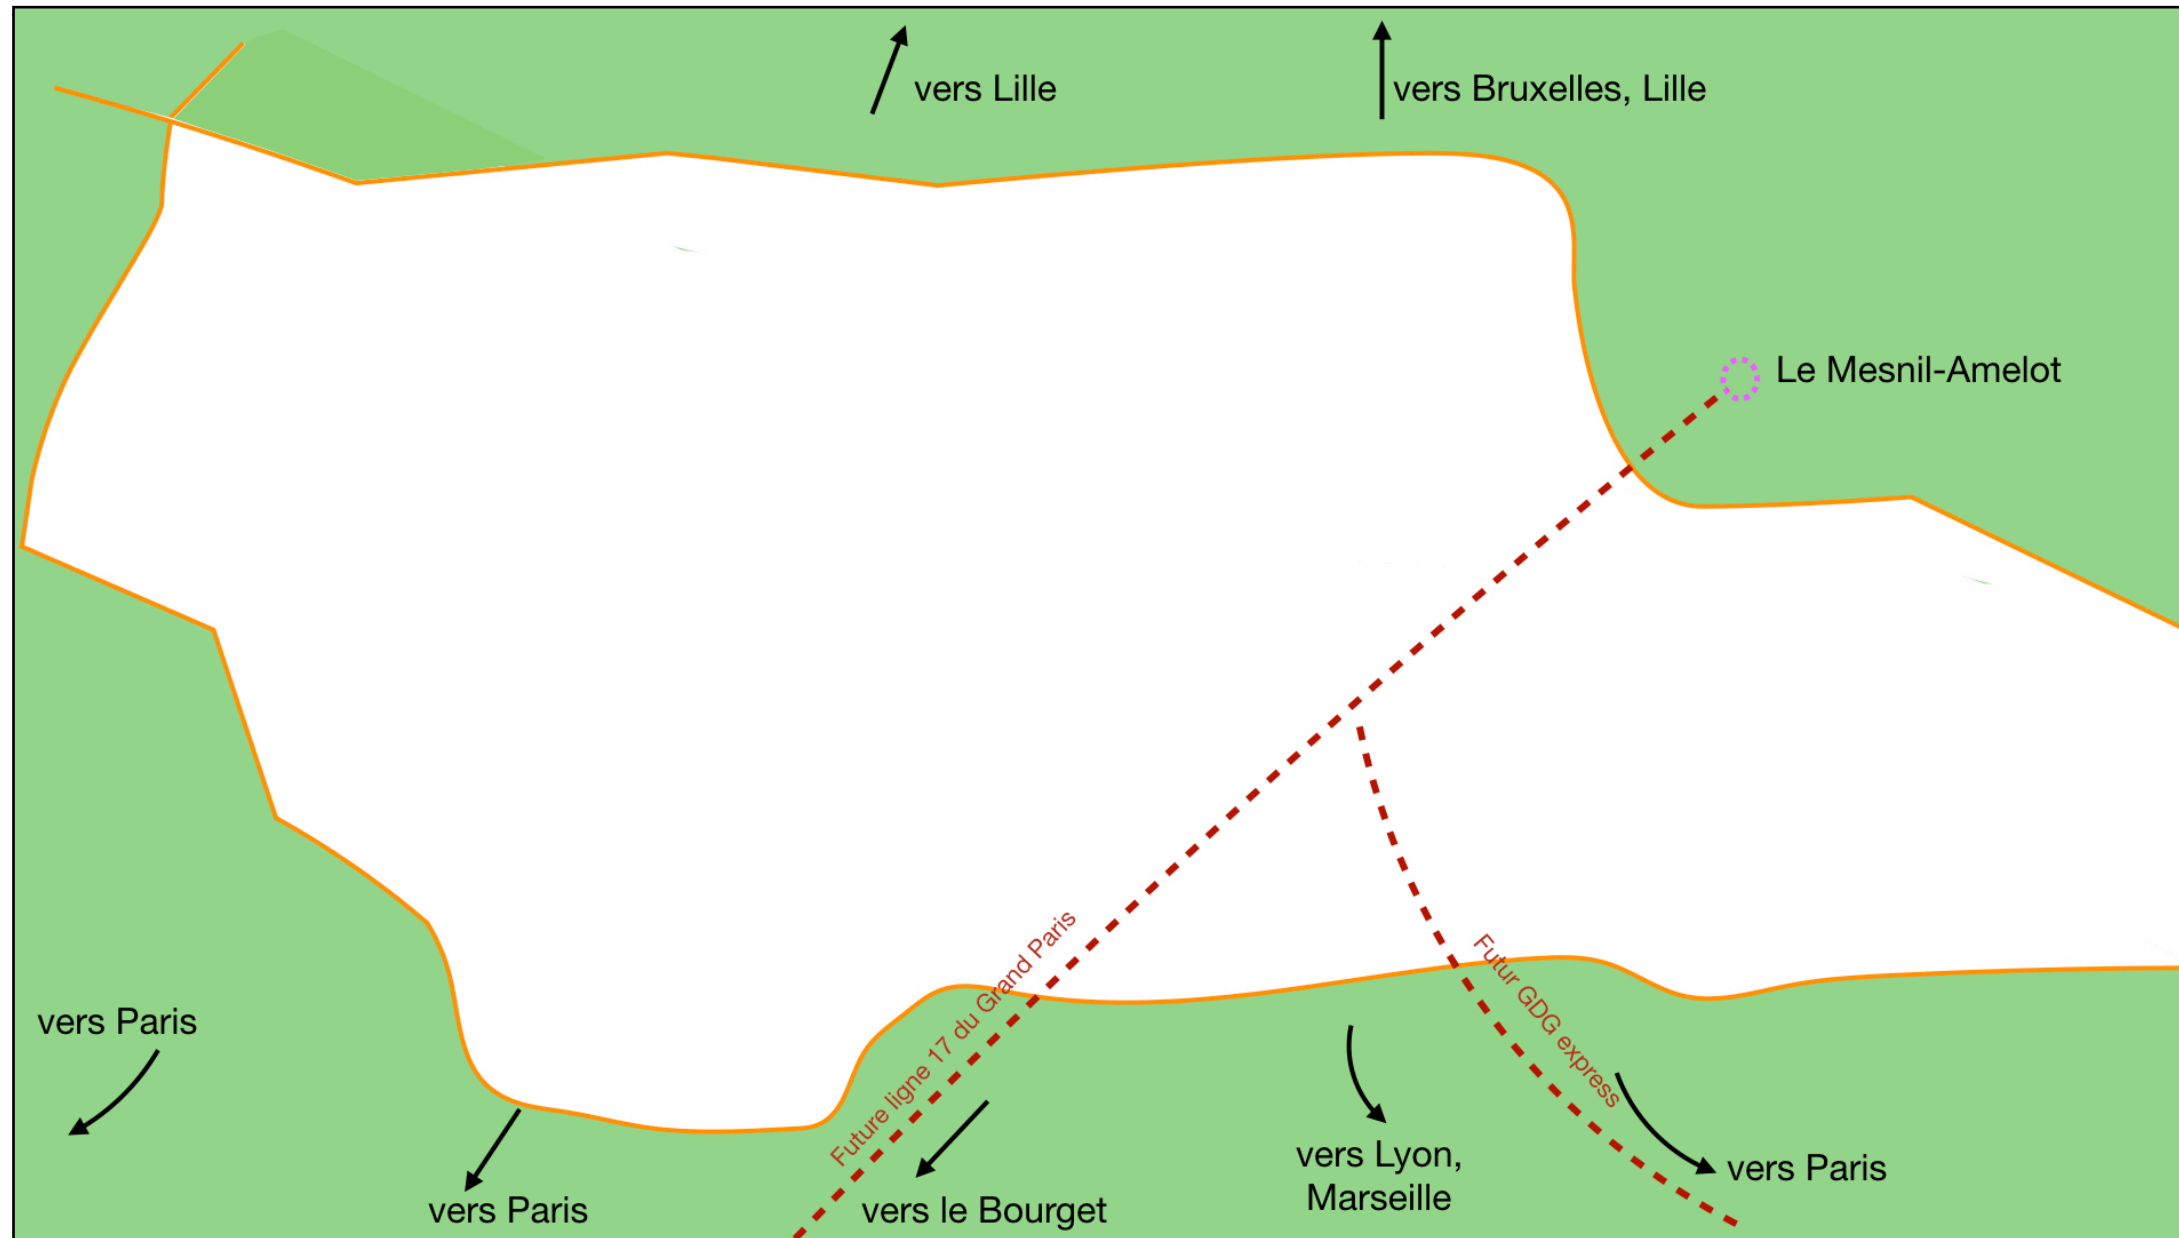 vers Lille
vers Bruxelles, Lille
Le Mesnil-Amelot
Future ligne 17 du Grand Paris
Futur GDG express
vers Paris
vers Paris
vers le Bourget
vers Lyon,
Marseille
vers Paris